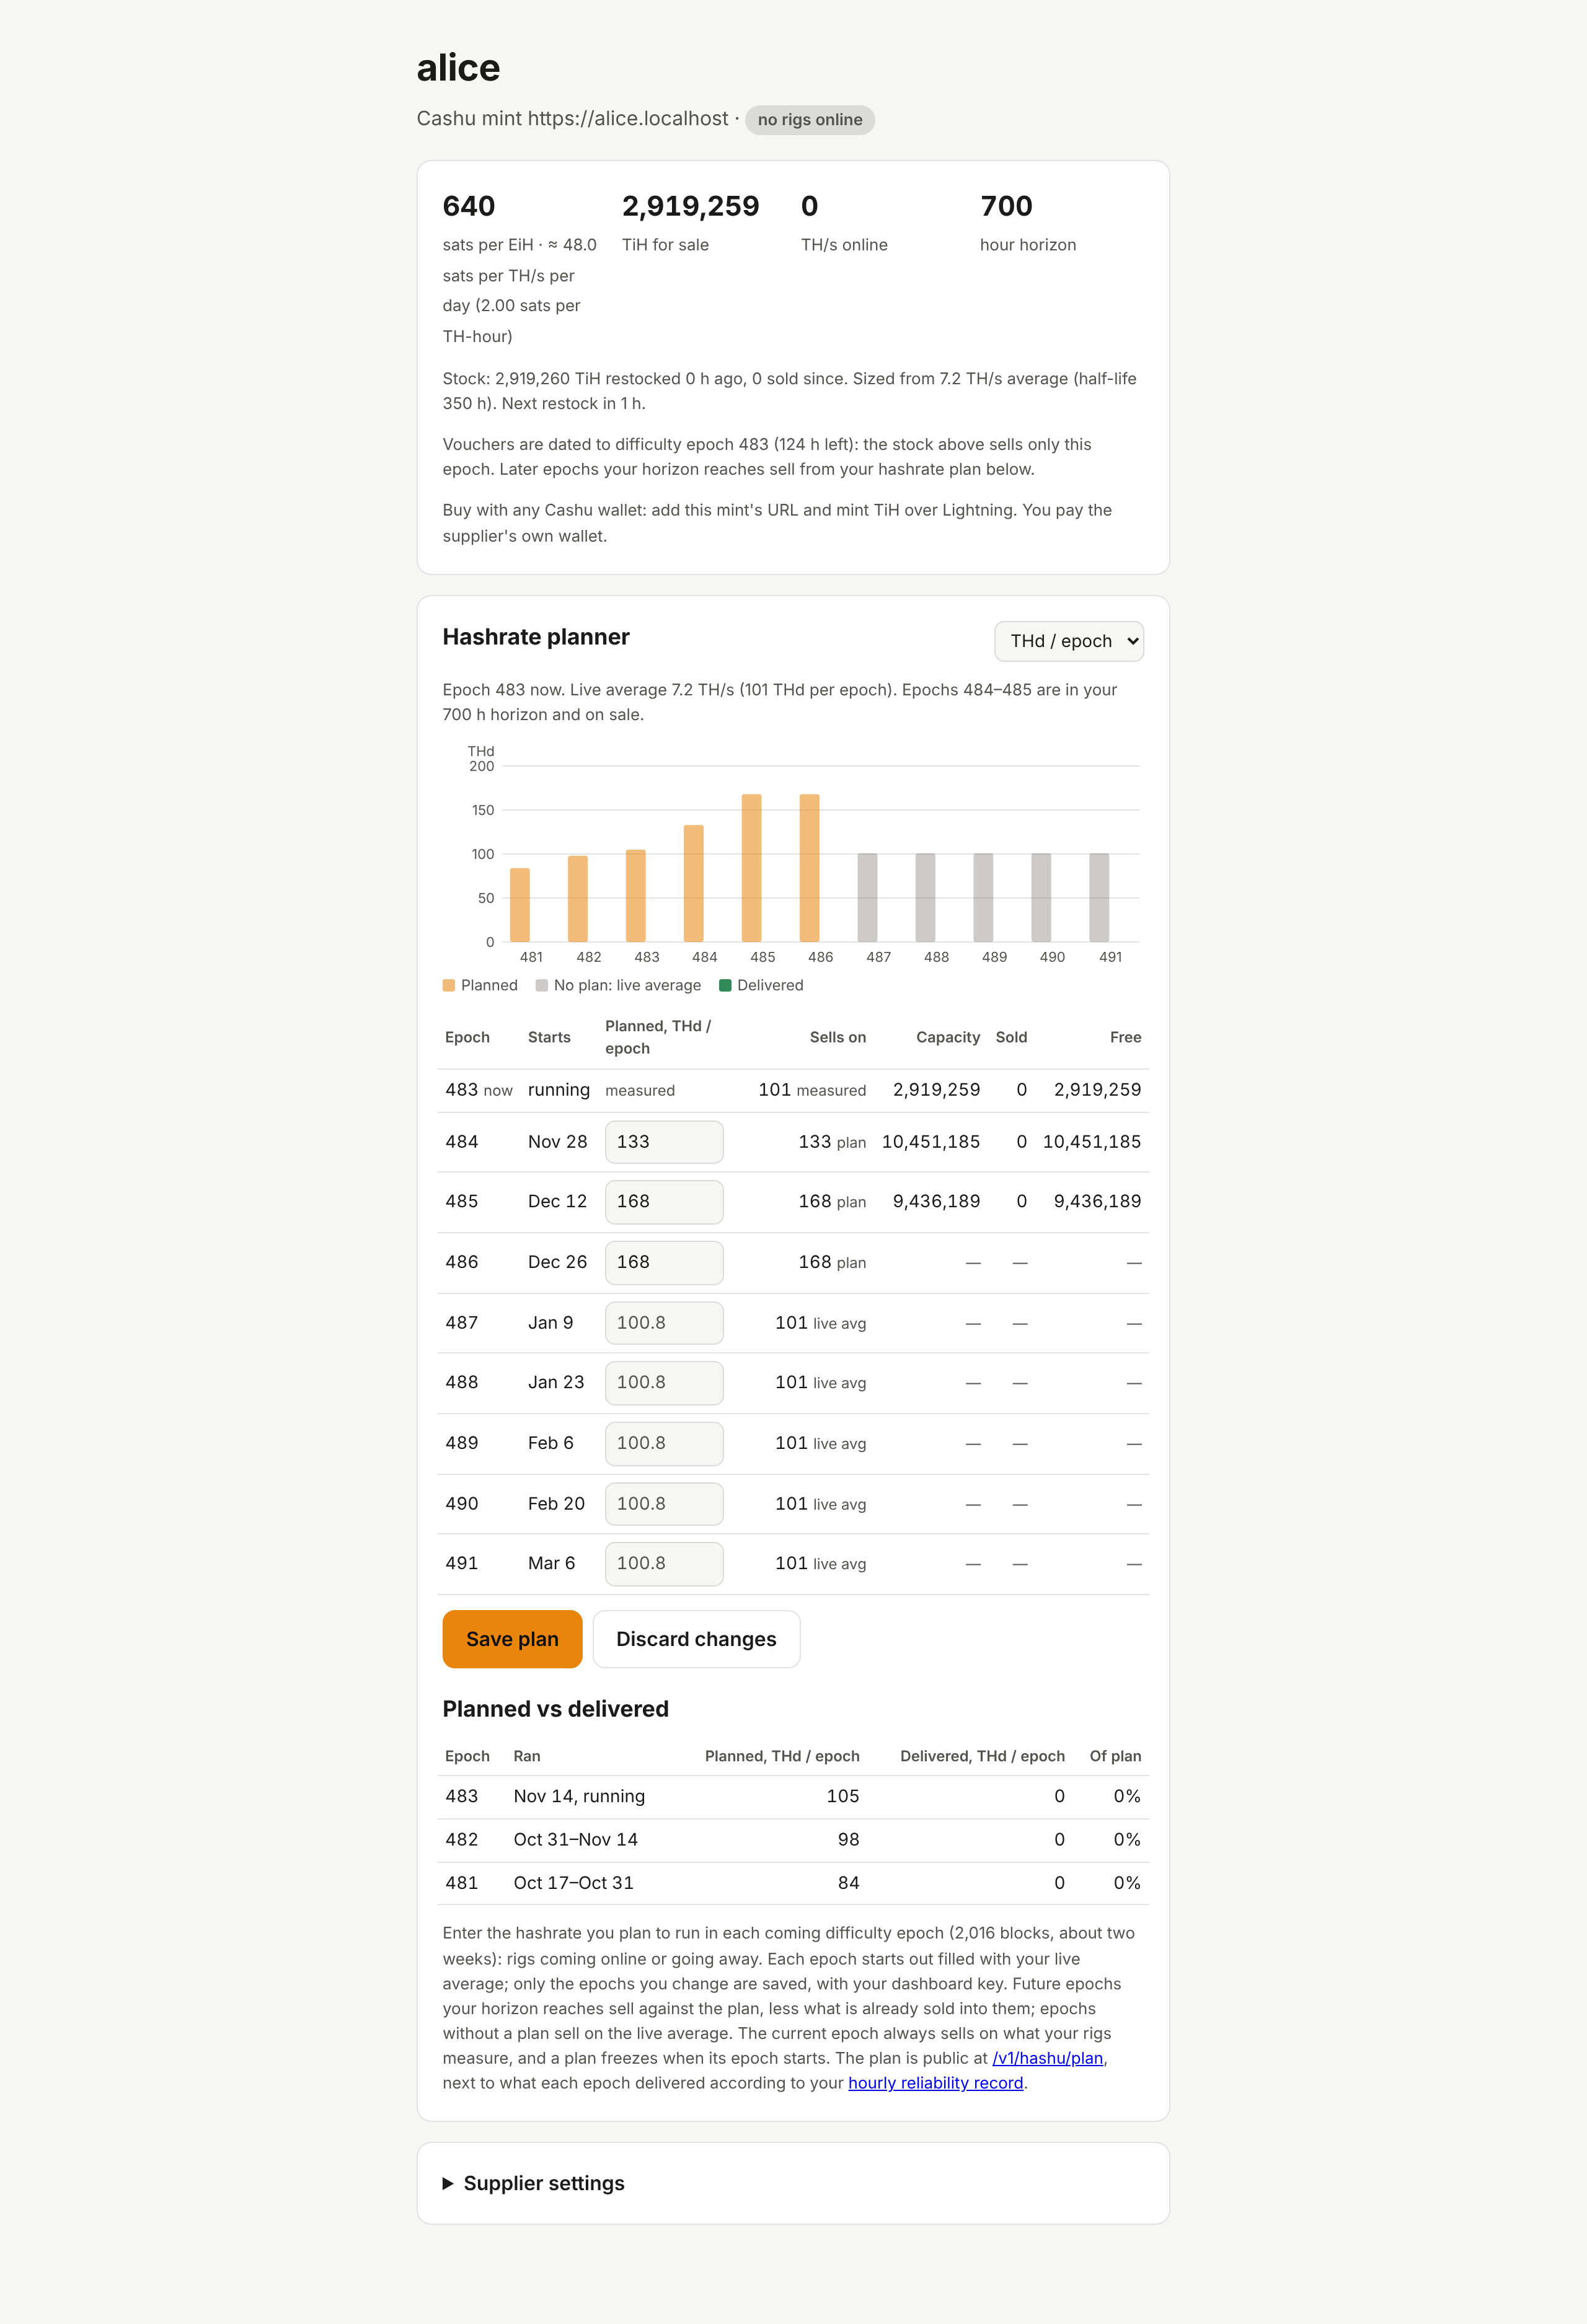 alice
Cashu mint https://alice.localhost · no rigs online
640
sats per EiH · ≈ 48.0
sats per TH/s per
day (2.00 sats per
TH-hour)
2,919,259
TiH for sale
0
TH/s online
700
hour horizon
Stock: 2,919,260 TiH restocked 0 h ago, 0 sold since. Sized from 7.2 TH/s average (half-life
350 h). Next restock in 1 h.
Vouchers are dated to difficulty epoch 483 (124 h left): the stock above sells only this
epoch. Later epochs your horizon reaches sell from your hashrate plan below.
Buy with any Cashu wallet: add this mint's URL and mint TiH over Lightning. You pay the
supplier's own wallet.
Hashrate planner
THd / epoch
Epoch 483 now. Live average 7.2 TH/s (101 THd per epoch). Epochs 484–485 are in your
700 h horizon and on sale.
THd
200
150
100
50
0
481 482 483 484 485 486 487 488 489 490 491
Planned No plan: live average Delivered
Epoch Starts Planned, THd / epoch Sells on Capacity Sold Free
483 now running measured 101 measured 2,919,259 0 2,919,259
484 Nov 28 133 133 plan 10,451,185 0 10,451,185
485 Dec 12 168 168 plan 9,436,189 0 9,436,189
486 Dec 26 168 168 plan — — —
487 Jan 9 100.8 101 live avg — — —
488 Jan 23 100.8 101 live avg — — —
489 Feb 6 100.8 101 live avg — — —
490 Feb 20 100.8 101 live avg — — —
491 Mar 6 100.8 101 live avg — — —
Save plan Discard changes
Planned vs delivered
Epoch Ran Planned, THd / epoch Delivered, THd / epoch Of plan
483 Nov 14, running 105 0 0%
482 Oct 31–Nov 14 98 0 0%
481 Oct 17–Oct 31 84 0 0%
Enter the hashrate you plan to run in each coming difficulty epoch (2,016 blocks, about two
weeks): rigs coming online or going away. Each epoch starts out filled with your live
average; only the epochs you change are saved, with your dashboard key. Future epochs
your horizon reaches sell against the plan, less what is already sold into them; epochs
without a plan sell on the live average. The current epoch always sells on what your rigs
measure, and a plan freezes when its epoch starts. The plan is public at /v1/hashu/plan,
next to what each epoch delivered according to your hourly reliability record.
Supplier settings